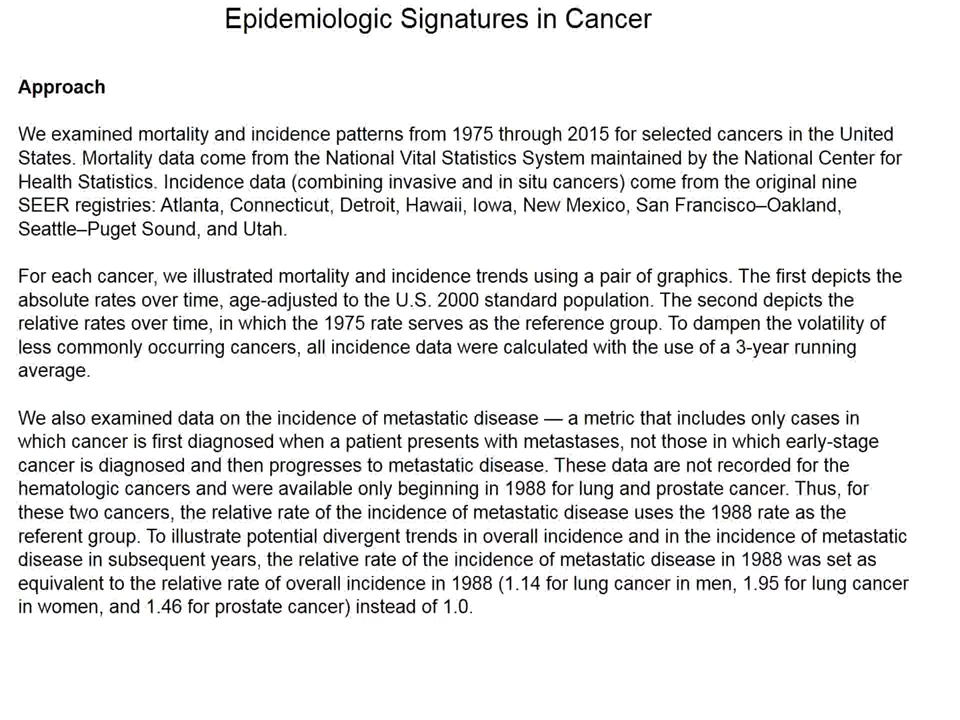 Epidemiologic Signatures in Cancer
Approach
We examined mortality and incidence patterns from 1975 through 2015 for selected cancers in the United
States. Mortality data come from the National Vital Statistics System maintained by the National Center for
Health Statistics. Incidence data (combining invasive and in situ cancers) come from the original nine
SEER registries: Atlanta, Connecticut, Detroit, Hawaii, Iowa, New Mexico, San Francisco–Oakland,
Seattle–Puget Sound, and Utah.
For each cancer, we illustrated mortality and incidence trends using a pair of graphics. The first depicts the
absolute rates over time, age-adjusted to the U.S. 2000 standard population. The second depicts the
relative rates over time, in which the 1975 rate serves as the reference group. To dampen the volatility of
less commonly occurring cancers, all incidence data were calculated with the use of a 3-year running
average.
We also examined data on the incidence of metastatic disease — a metric that includes only cases in
which cancer is first diagnosed when a patient presents with metastases, not those in which early-stage
cancer is diagnosed and then progresses to metastatic disease. These data are not recorded for the
hematologic cancers and were available only beginning in 1988 for lung and prostate cancer. Thus, for
these two cancers, the relative rate of the incidence of metastatic disease uses the 1988 rate as the
referent group. To illustrate potential divergent trends in overall incidence and in the incidence of metastatic
disease in subsequent years, the relative rate of the incidence of metastatic disease in 1988 was set as
equivalent to the relative rate of overall incidence in 1988 (1.14 for lung cancer in men, 1.95 for lung cancer
in women, and 1.46 for prostate cancer) instead of 1.0.